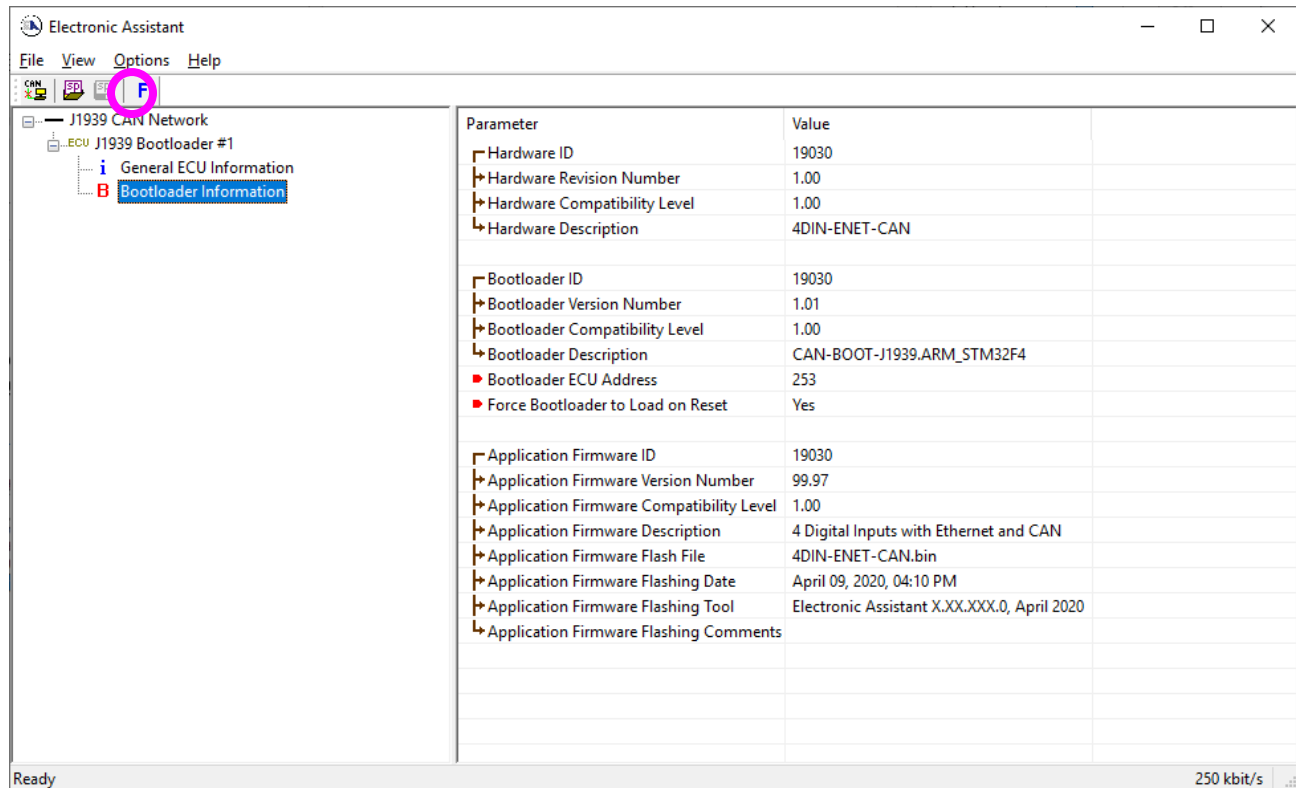 Electronic Assistant
File View Options Help
CAN SP SP F
J1939 CAN Network
ECU J1939 Bootloader #1
i General ECU Information
B Bootloader Information
Parameter Value
Hardware ID 19030
Hardware Revision Number 1.00
Hardware Compatibility Level 1.00
Hardware Description 4DIN-ENET-CAN
Bootloader ID 19030
Bootloader Version Number 1.01
Bootloader Compatibility Level 1.00
Bootloader Description CAN-BOOT-J1939.ARM_STM32F4
Bootloader ECU Address 253
Force Bootloader to Load on Reset Yes
Application Firmware ID 19030
Application Firmware Version Number 99.97
Application Firmware Compatibility Level 1.00
Application Firmware Description 4 Digital Inputs with Ethernet and CAN
Application Firmware Flash File 4DIN-ENET-CAN.bin
Application Firmware Flashing Date April 09, 2020, 04:10 PM
Application Firmware Flashing Tool Electronic Assistant X.XX.XXX.0, April 2020
Application Firmware Flashing Comments
Ready 250 kbit/s